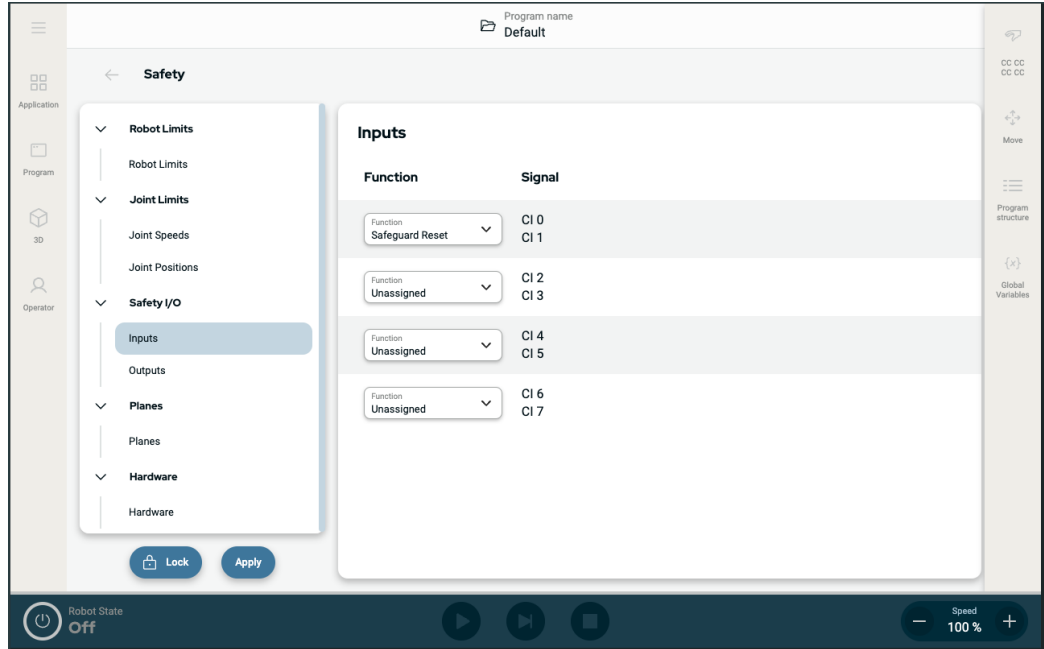 Program name
Default
CC CC
CC CC
Application
Program
3D
Operator
Safety
Robot Limits
Robot Limits
Joint Limits
Joint Speeds
Joint Positions
Safety I/O
Inputs
Outputs
Planes
Planes
Hardware
Hardware
Lock
Apply
Inputs
Function
Signal
Function
Safeguard Reset
CI 0
CI 1
Function
Unassigned
CI 2
CI 3
Function
Unassigned
CI 4
CI 5
Function
Unassigned
CI 6
CI 7
Move
Program
structure
{x}
Global
Variables
Robot State
Off
Speed
100 %